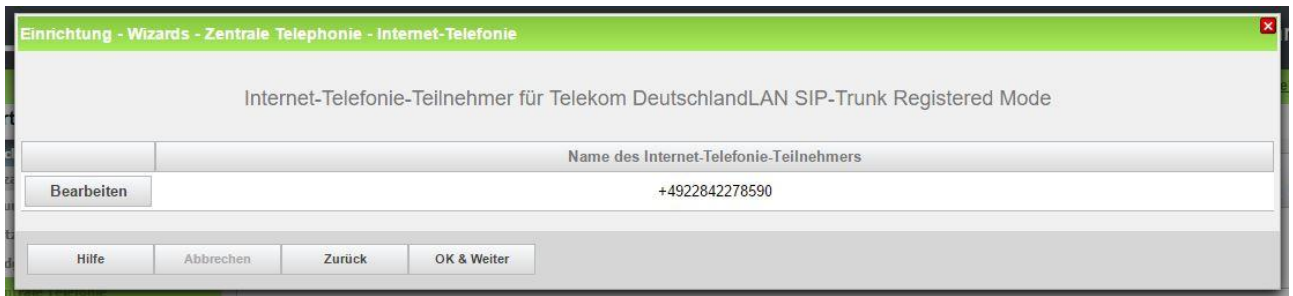 Einrichtung - Wizards - Zentrale Telephonie - Internet-Telefonie
Internet-Telefonie-Teilnehmer für Telekom DeutschlandLAN SIP-Trunk Registered Mode
Name des Internet-Telefonie-Teilnehmers
Bearbeiten +4922842278590
Hilfe Abbrechen Zurück OK & Weiter